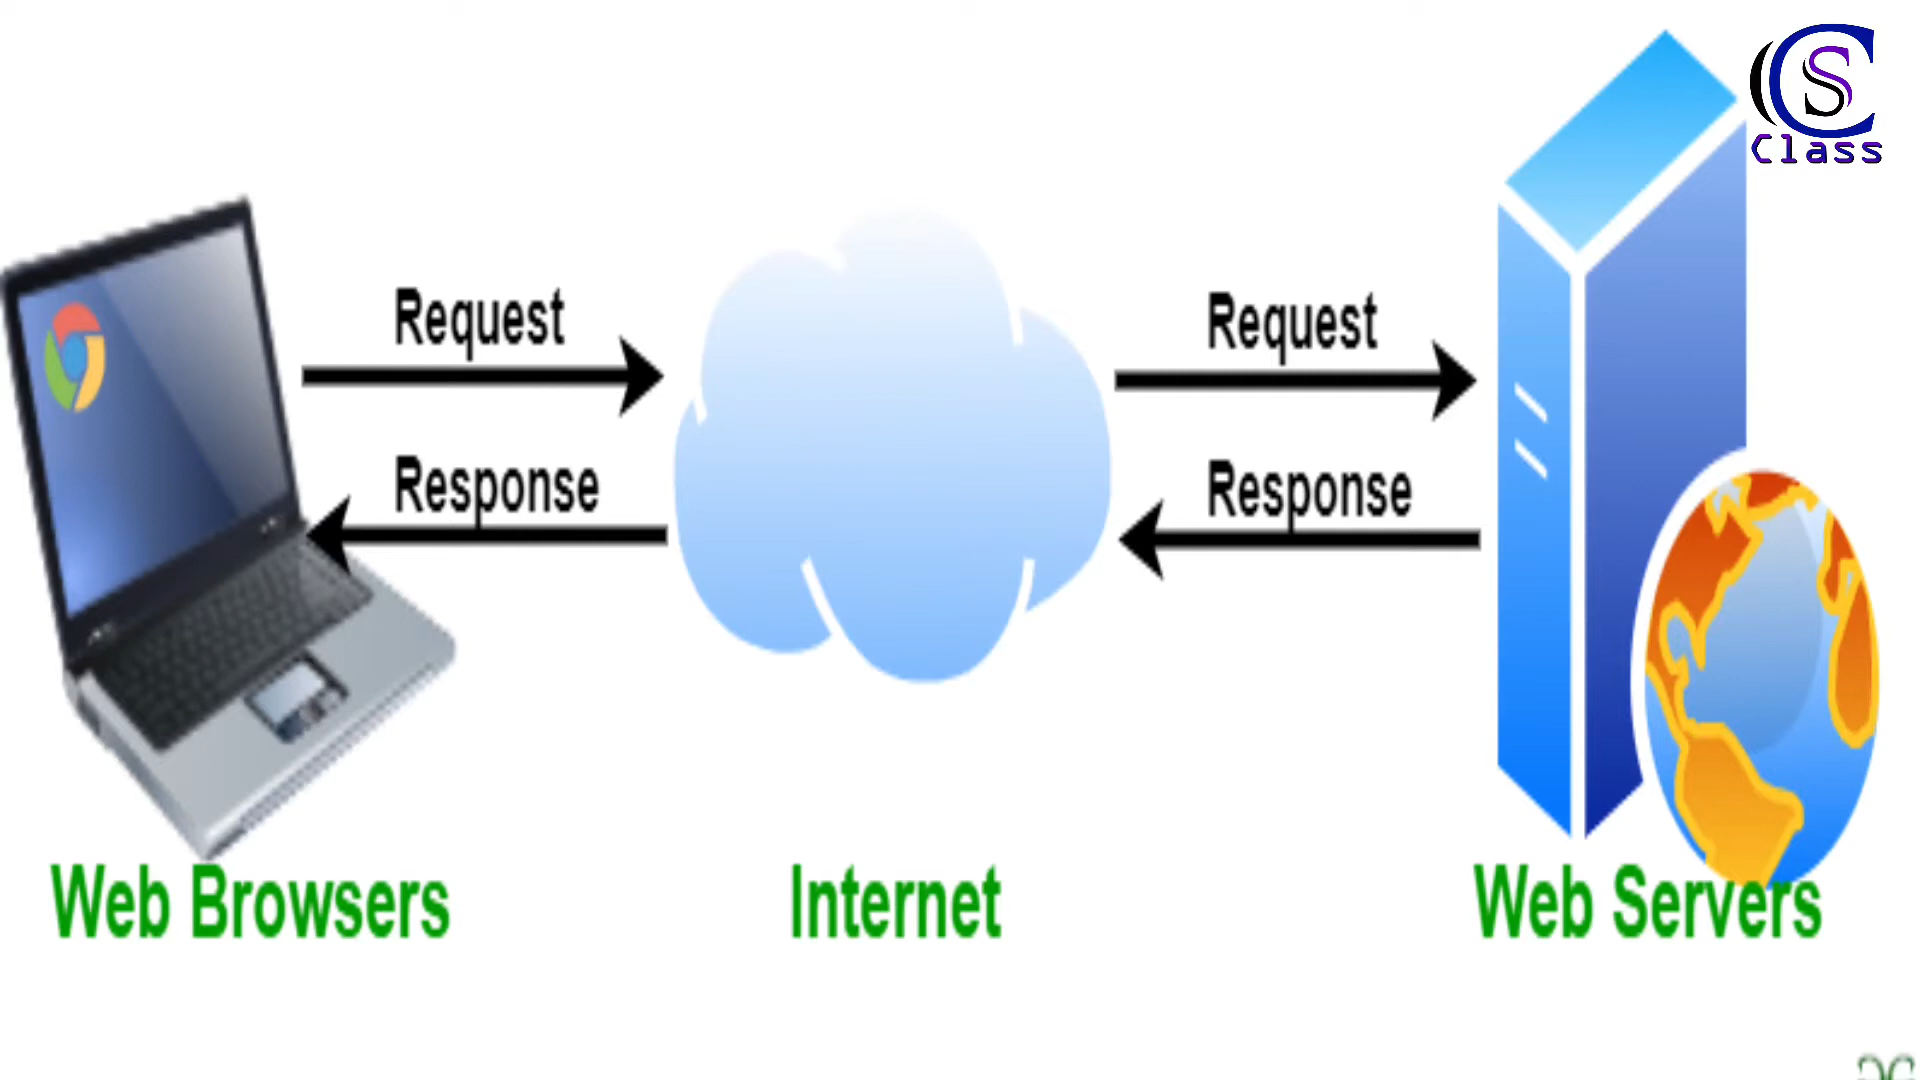 CS
Class
Request
Request
Response
Response
Web Browsers
Internet
Web Servers